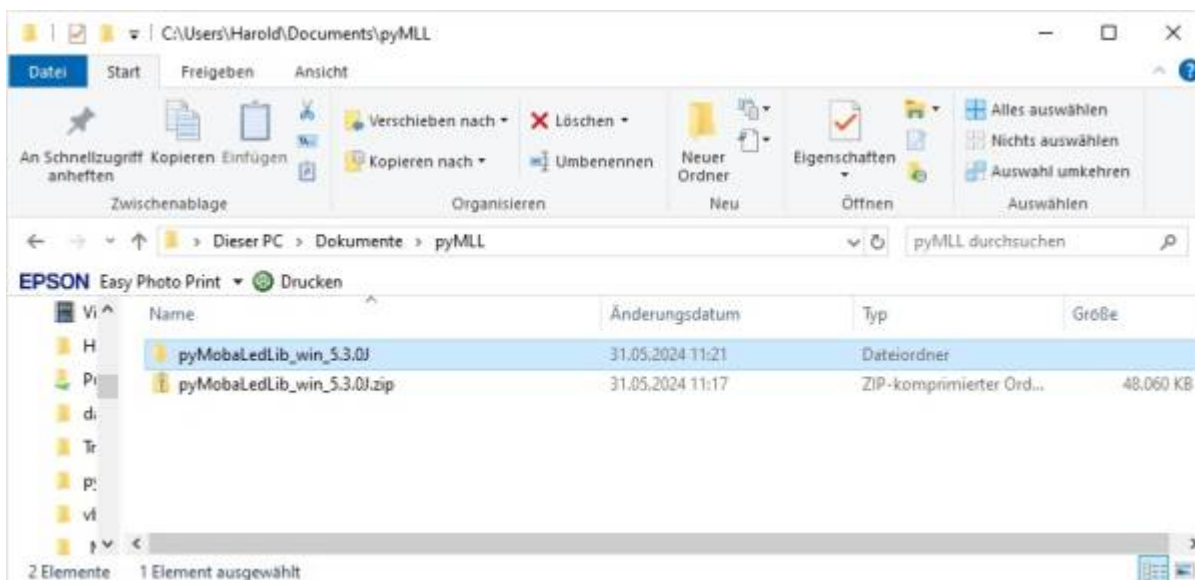 C:\Users\Harold\Documents\pyMLL
Datei Start Freigeben Ansicht
An Schnellzugriff anheften
Kopieren
Einfügen
Verschieben nach
Kopieren nach
Löschen
Umbenennen
Neuer Ordner
Eigenschaften
Alles auswählen
Nichts auswählen
Auswahl umkehren
Zwischenablage Organisieren Neu Öffnen Auswählen
Dieser PC > Dokumente > pyMLL pyMLL durchsuchen
EPSON Easy Photo Print Drucken
Name Änderungsdatum Typ Größe
pyMobaLedLib_win_5.3.0J 31.05.2024 11:21 Dateiordner
pyMobaLedLib_win_5.3.0J.zip 31.05.2024 11:17 ZIP-komprimierter Ord... 48.060 KB
Vi
H
d
Tr
2 Elemente 1 Element ausgewählt